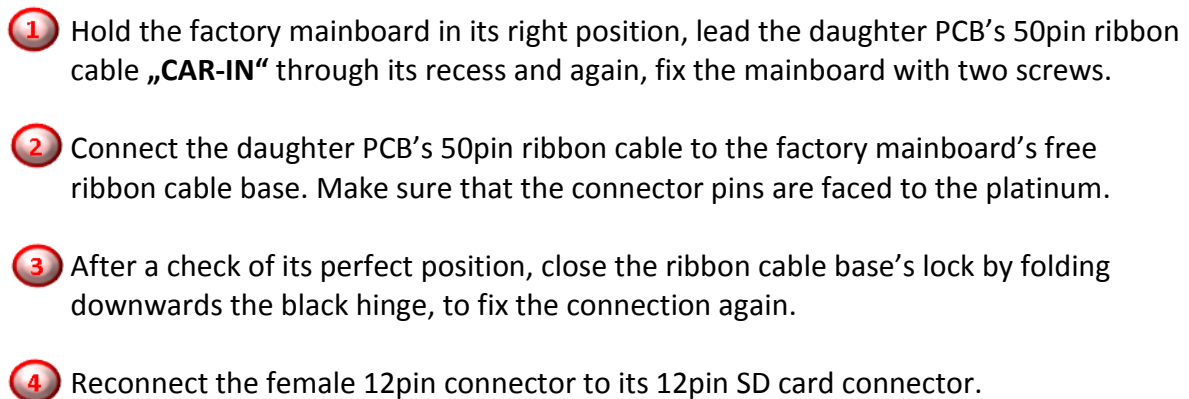 1 Hold the factory mainboard in its right position, lead the daughter PCB’s 50pin ribbon
cable „CAR-IN“ through its recess and again, fix the mainboard with two screws.
2 Connect the daughter PCB’s 50pin ribbon cable to the factory mainboard’s free
ribbon cable base. Make sure that the connector pins are faced to the platinum.
3 After a check of its perfect position, close the ribbon cable base’s lock by folding
downwards the black hinge, to fix the connection again.
4 Reconnect the female 12pin connector to its 12pin SD card connector.